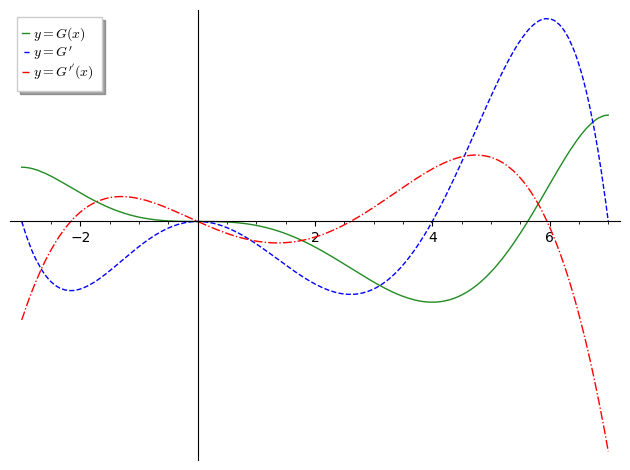 y = G(x)
y = G ′
y = G ′′(x)
−2
2
4
6